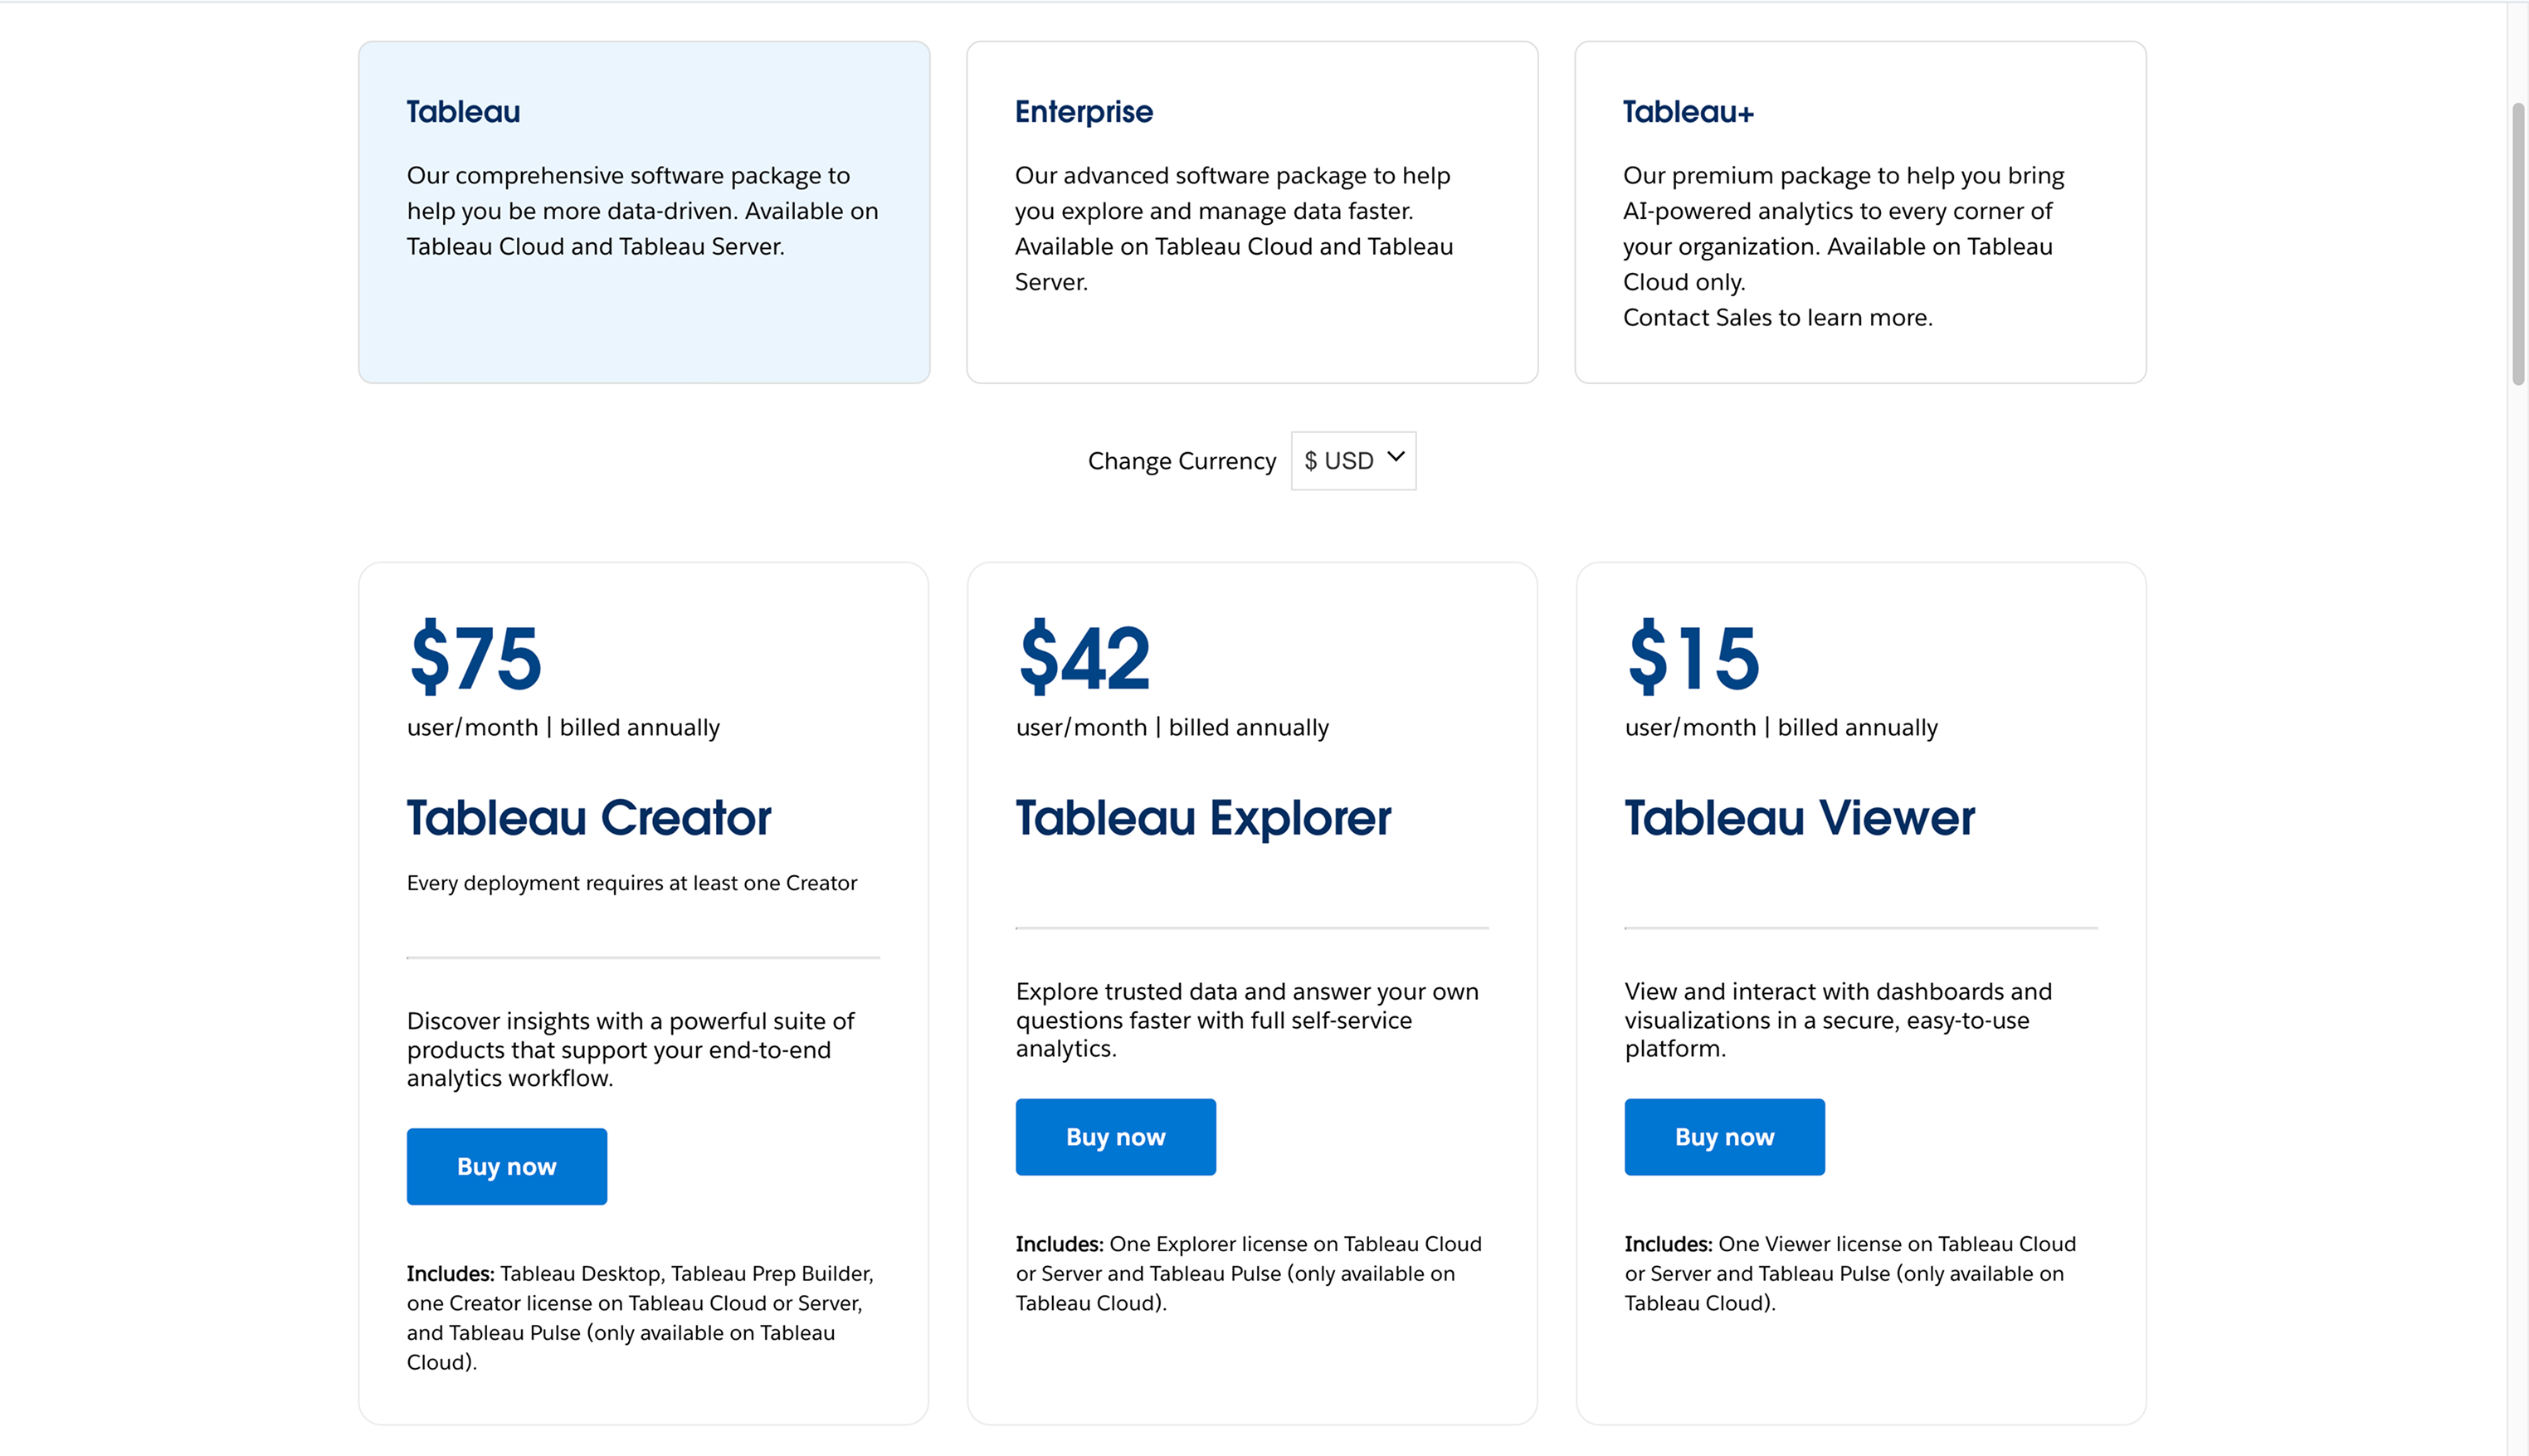 Tableau
Our comprehensive software package to
help you be more data-driven. Available on
Tableau Cloud and Tableau Server.
Enterprise
Our advanced software package to help
you explore and manage data faster.
Available on Tableau Cloud and Tableau
Server.
Tableau+
Our premium package to help you bring
AI-powered analytics to every corner of
your organization. Available on Tableau
Cloud only.
Contact Sales to learn more.
Change Currency $ USD
$75
user/month | billed annually
Tableau Creator
Every deployment requires at least one Creator
Discover insights with a powerful suite of
products that support your end-to-end
analytics workflow.
Buy now
Includes: Tableau Desktop, Tableau Prep Builder,
one Creator license on Tableau Cloud or Server,
and Tableau Pulse (only available on Tableau
Cloud).
$42
user/month | billed annually
Tableau Explorer
Explore trusted data and answer your own
questions faster with full self-service
analytics.
Buy now
Includes: One Explorer license on Tableau Cloud
or Server and Tableau Pulse (only available on
Tableau Cloud).
$15
user/month | billed annually
Tableau Viewer
View and interact with dashboards and
visualizations in a secure, easy-to-use
platform.
Buy now
Includes: One Viewer license on Tableau Cloud
or Server and Tableau Pulse (only available on
Tableau Cloud).